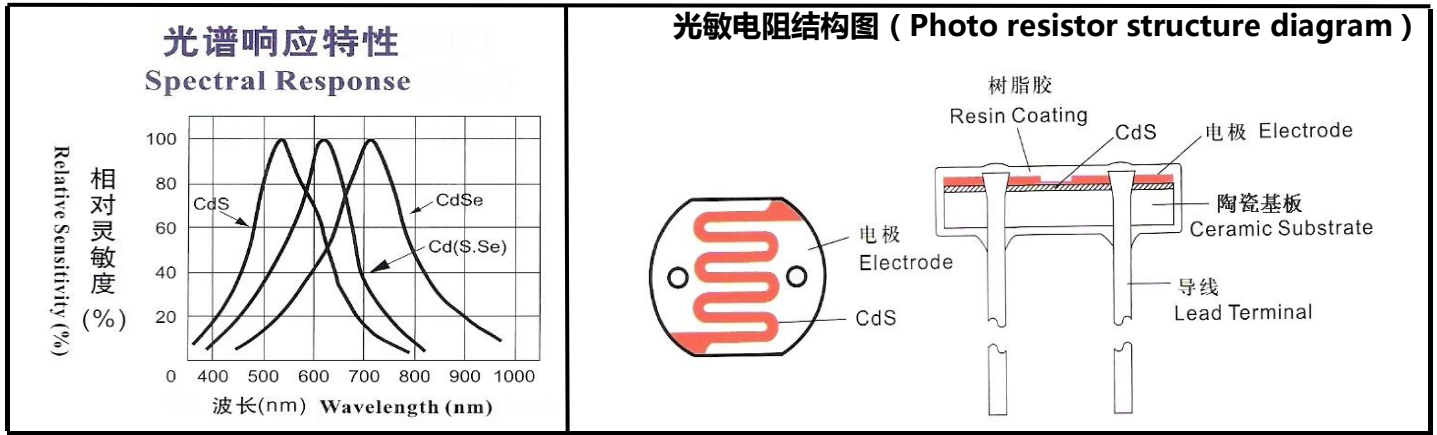 光谱响应特性
Spectral Response
相对灵敏度
(%)
Relative Sensitivity (%)
100
80
60
40
20
CdS
CdSe
Cd(S.Se)
0 400 500 600 700 800 900 1000
波长(nm) Wavelength (nm)
光敏电阻结构图（Photo resistor structure diagram）
电极
Electrode
CdS
树脂胶
Resin Coating
CdS
电极 Electrode
陶瓷基板
Ceramic Substrate
导线
Lead Terminal